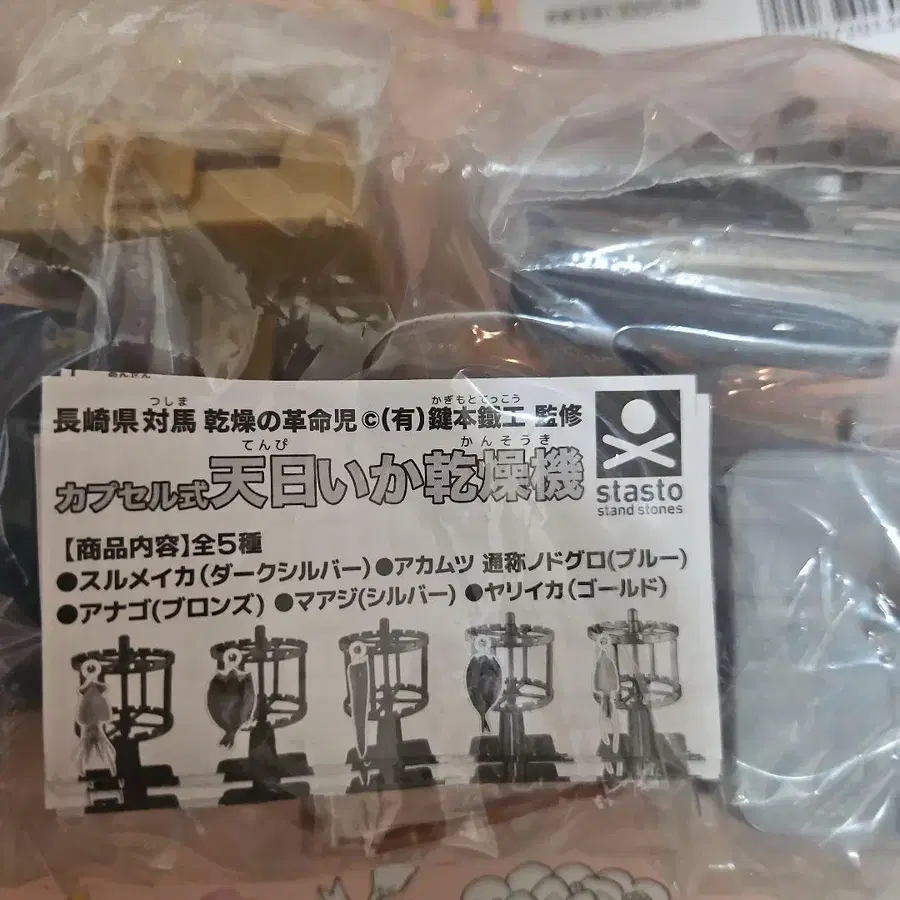 あんぜん
長崎県 対馬 乾燥の革命児 ©(有)鍵本鐵工 監修
つしま
かぎもとてっこう
カプセル式天日いか乾燥機
てんぴ
かんそうき
stasto
stand stones
【商品内容】全5種
●スルメイカ(ダークシルバー) ●アカムツ 通称ノドグロ(ブルー)
●アナゴ(ブロンズ) ●マアジ(シルバー) ●ヤリイカ(ゴールド)